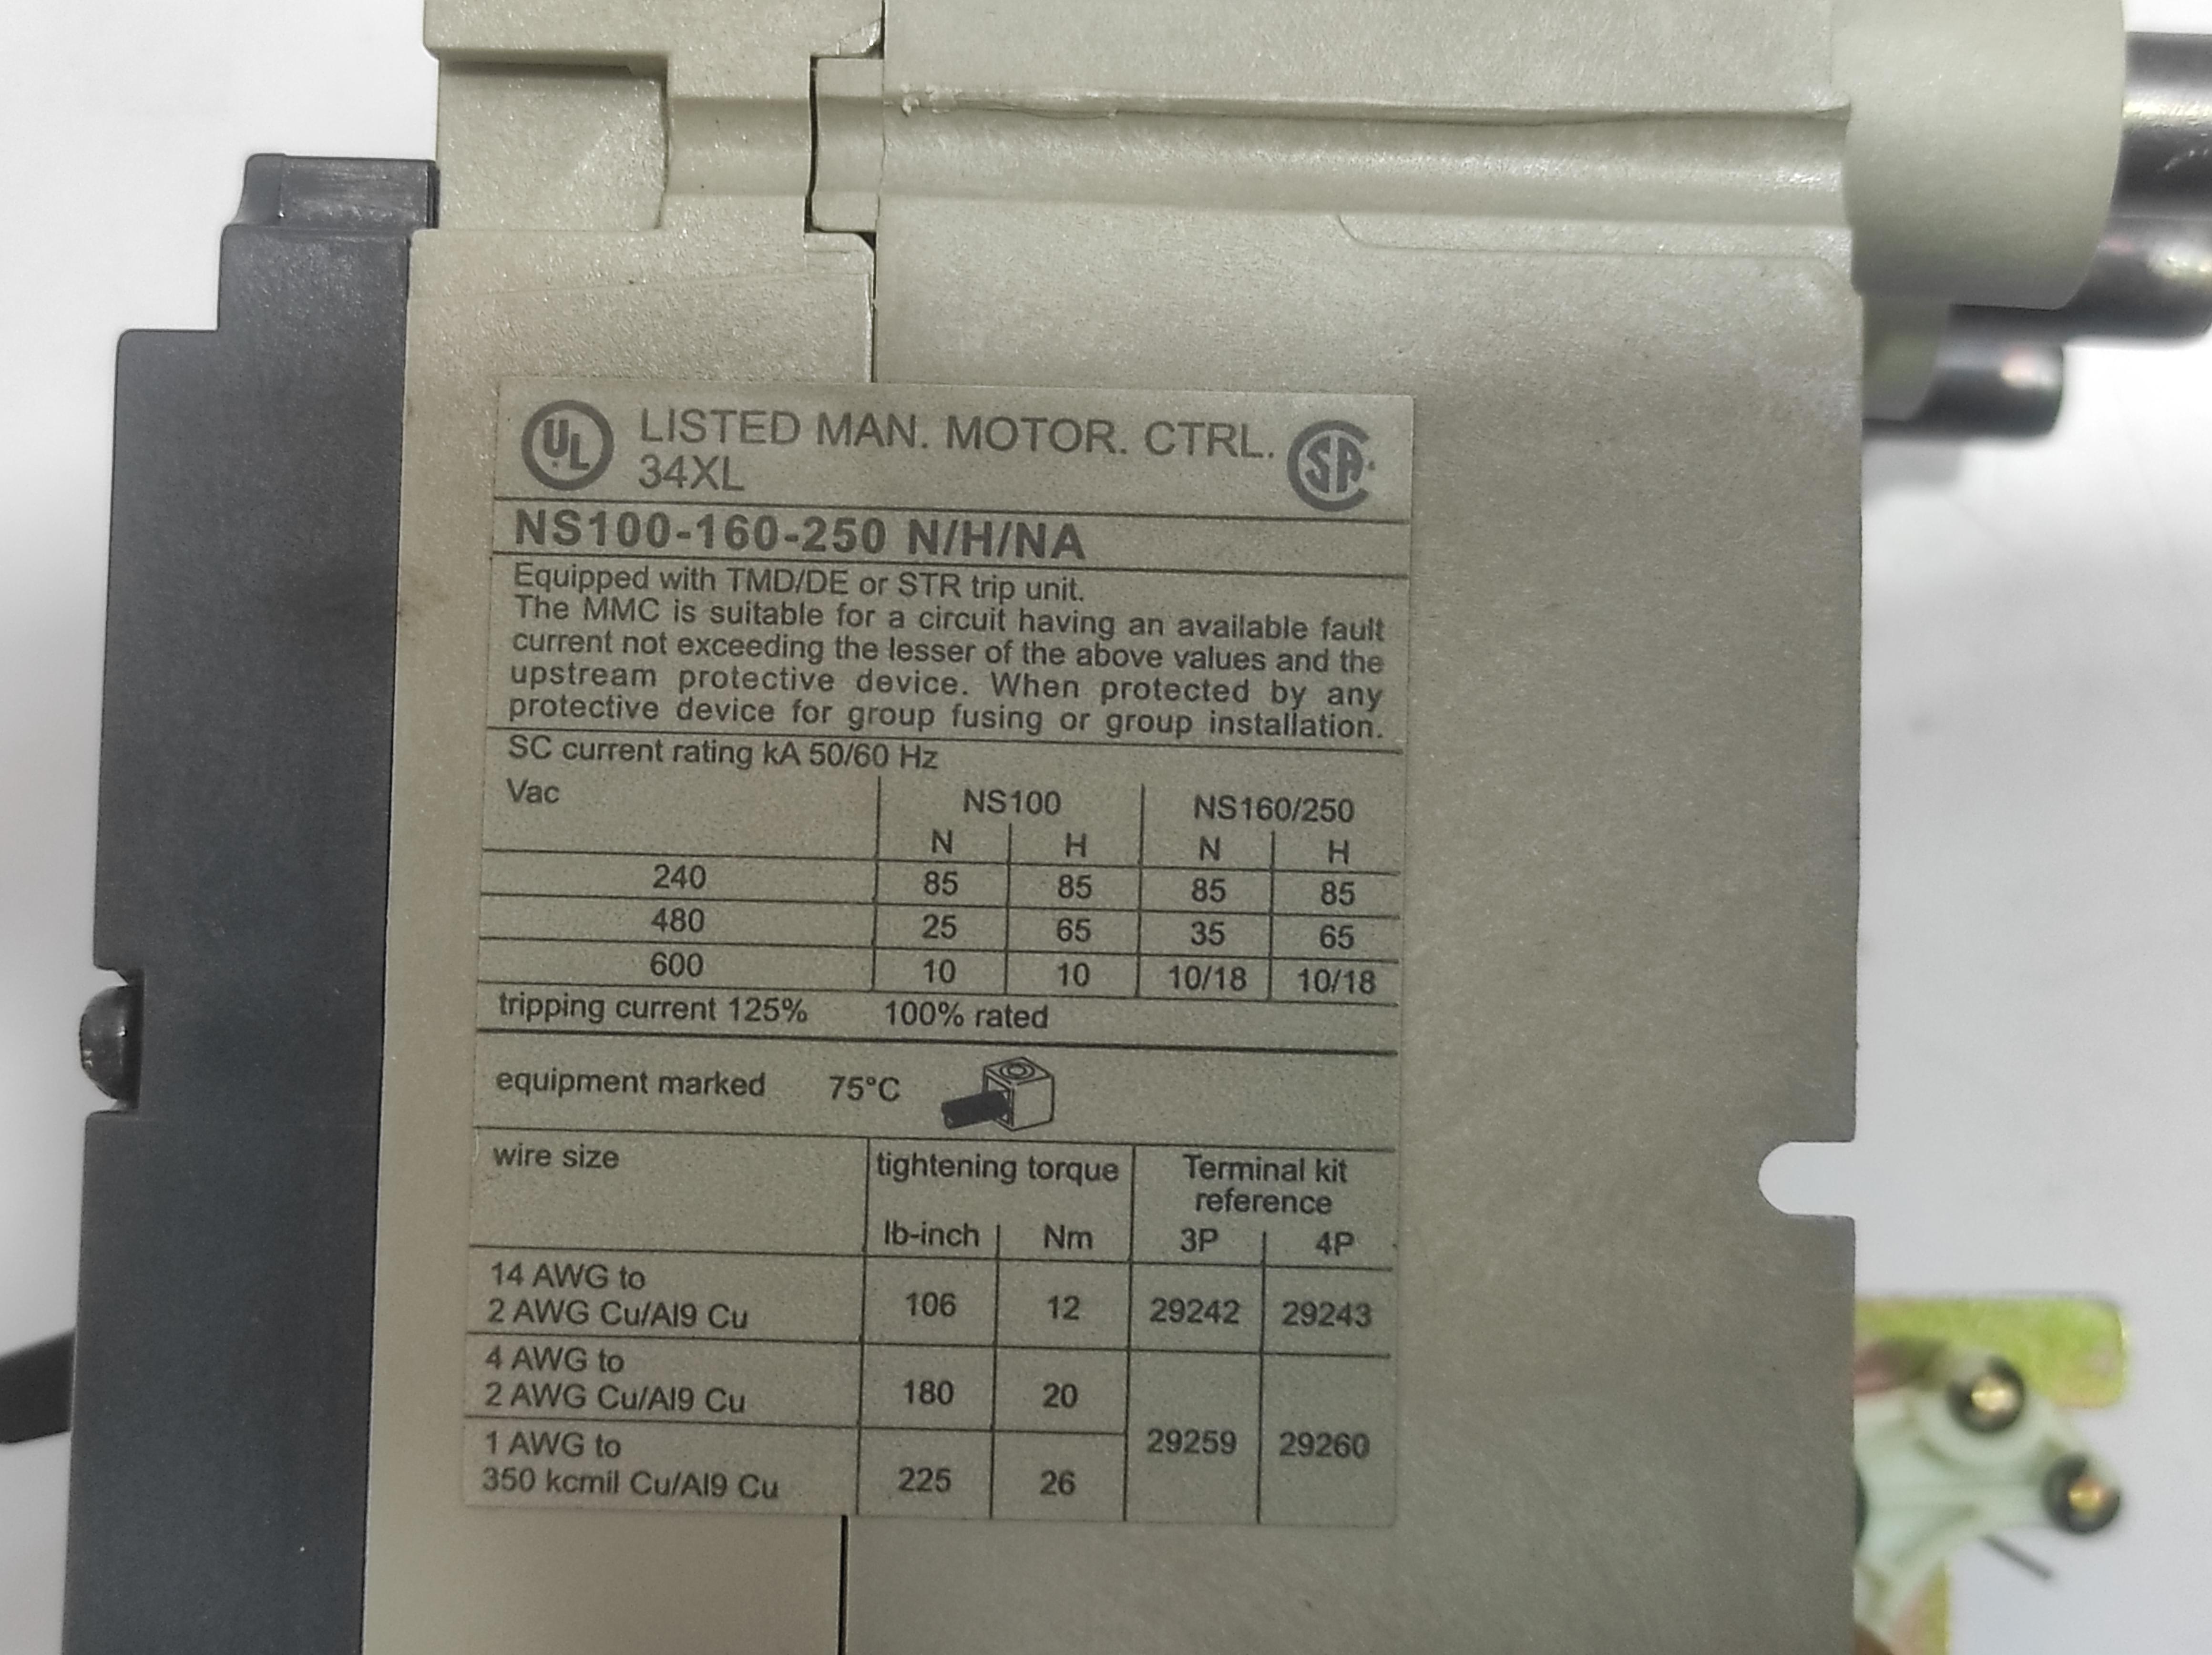 UL LISTED MAN. MOTOR. CTRL. SA
34XL
NS100-160-250 N/H/NA
Equipped with TMD/DE or STR trip unit.
The MMC is suitable for a circuit having an available fault
current not exceeding the lesser of the above values and the
upstream protective device. When protected by any
protective device for group fusing or group installation.
SC current rating kA 50/60 Hz
Vac NS100 NS160/250
N H N H
240 85 85 85 85
480 25 65 35 65
600 10 10 10/18 10/18
tripping current 125% 100% rated
equipment marked 75°C
wire size tightening torque Terminal kit
reference
lb-inch Nm 3P 4P
14 AWG to
2 AWG Cu/Al9 Cu 106 12 29242 29243
4 AWG to
2 AWG Cu/Al9 Cu 180 20
29259 29260
1 AWG to
350 kcmil Cu/Al9 Cu 225 26